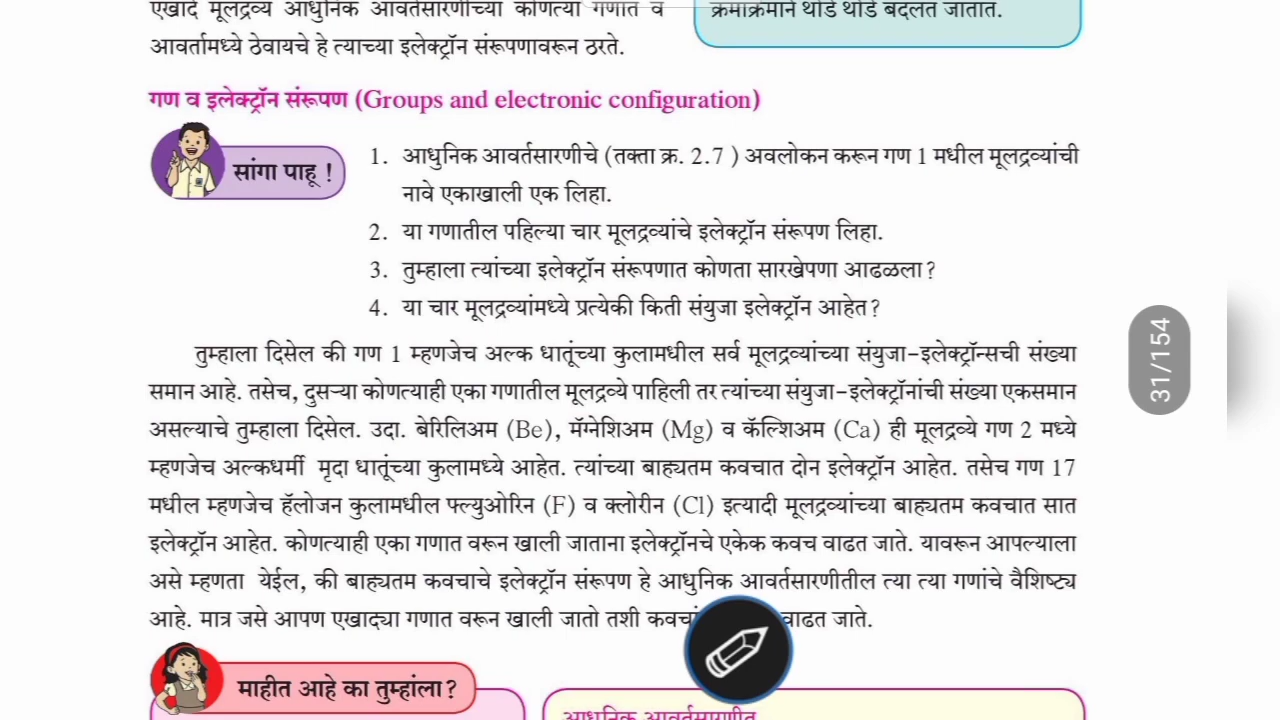 एखादे मूलद्रव्य आधुनिक आवर्तसारणीच्या कोणत्या गणात व
आवर्तामध्ये ठेवायचे हे त्याच्या इलेक्ट्रॉन संरूपणावरून ठरते.
क्रमाक्रमाने थोडे थोडे बदलत जातात.
गण व इलेक्ट्रॉन संरूपण (Groups and electronic configuration)
सांगा पाहू !
1. आधुनिक आवर्तसारणीचे (तक्ता क्र. 2.7 ) अवलोकन करून गण 1 मधील मूलद्रव्यांची
नावे एकाखाली एक लिहा.
2. या गणातील पहिल्या चार मूलद्रव्यांचे इलेक्ट्रॉन संरूपण लिहा.
3. तुम्हाला त्यांच्या इलेक्ट्रॉन संरूपणात कोणता सारखेपणा आढळला?
4. या चार मूलद्रव्यांमध्ये प्रत्येकी किती संयुजा इलेक्ट्रॉन आहेत?
तुम्हाला दिसेल की गण 1 म्हणजेच अल्क धातूंच्या कुलामधील सर्व मूलद्रव्यांच्या संयुजा-इलेक्ट्रॉन्सची संख्या
समान आहे. तसेच, दुसऱ्या कोणत्याही एका गणातील मूलद्रव्ये पाहिली तर त्यांच्या संयुजा-इलेक्ट्रॉनांची संख्या एकसमान
असल्याचे तुम्हाला दिसेल. उदा. बेरिलिअम (Be), मॅग्नेशिअम (Mg) व कॅल्शिअम (Ca) ही मूलद्रव्ये गण 2 मध्ये
म्हणजेच अल्कधर्मी मृदा धातूंच्या कुलामध्ये आहेत. त्यांच्या बाह्यतम कवचात दोन इलेक्ट्रॉन आहेत. तसेच गण 17
मधील म्हणजेच हॅलोजन कुलामधील फ्ल्युओरिन (F) व क्लोरीन (Cl) इत्यादी मूलद्रव्यांच्या बाह्यतम कवचात सात
इलेक्ट्रॉन आहेत. कोणत्याही एका गणात वरून खाली जाताना इलेक्ट्रॉनचे एकेक कवच वाढत जाते. यावरून आपल्याला
असे म्हणता येईल, की बाह्यतम कवचाचे इलेक्ट्रॉन संरूपण हे आधुनिक आवर्तसारणीतील त्या त्या गणांचे वैशिष्ट्य
आहे. मात्र जसे आपण एखाद्या गणात वरून खाली जातो तशी वाढत जाते.
31/154
माहीत आहे का तुम्हांला?
आधुनिक